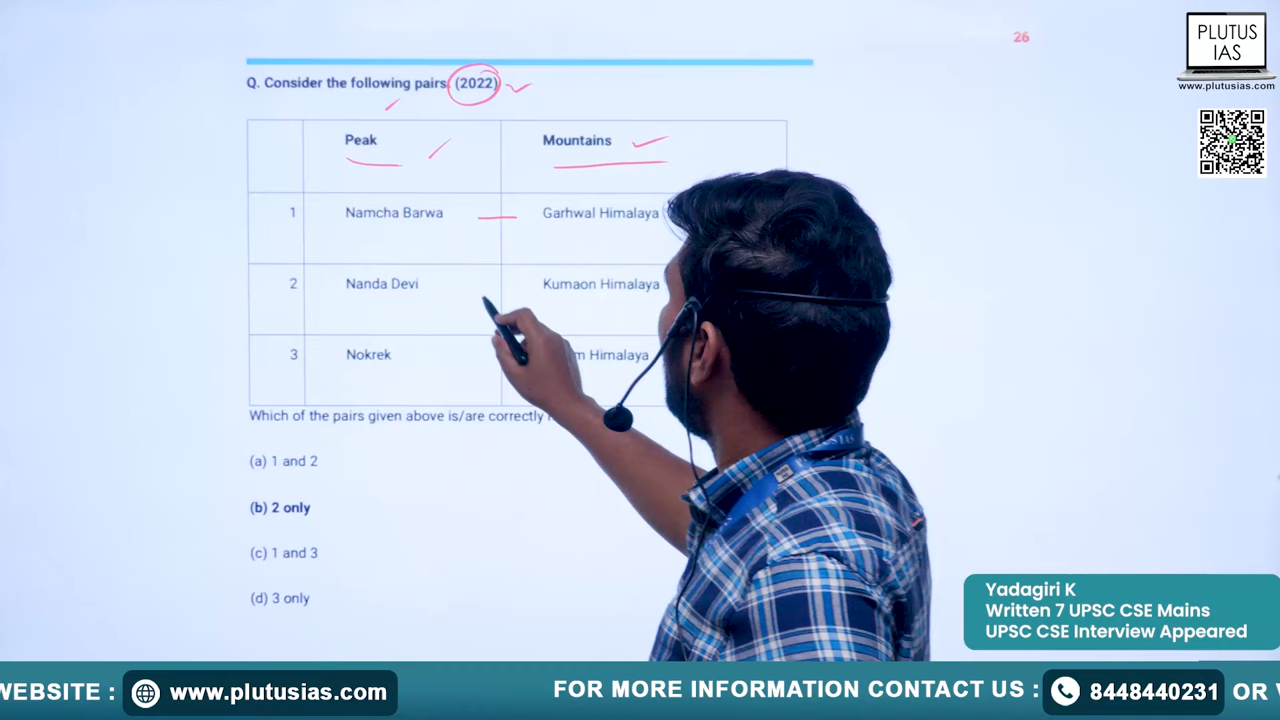 26
PLUTUS
IAS
www.plutusias.com
Q. Consider the following pairs: (2022)
Peak Mountains
1 Namcha Barwa Garhwal Himalaya
2 Nanda Devi Kumaon Himalaya
3 Nokrek Himalaya
Which of the pairs given above is/are correctly
(a) 1 and 2
(b) 2 only
(c) 1 and 3
(d) 3 only
Yadagiri K
Written 7 UPSC CSE Mains
UPSC CSE Interview Appeared
WEBSITE : www.plutusias.com FOR MORE INFORMATION CONTACT US : 8448440231 OR